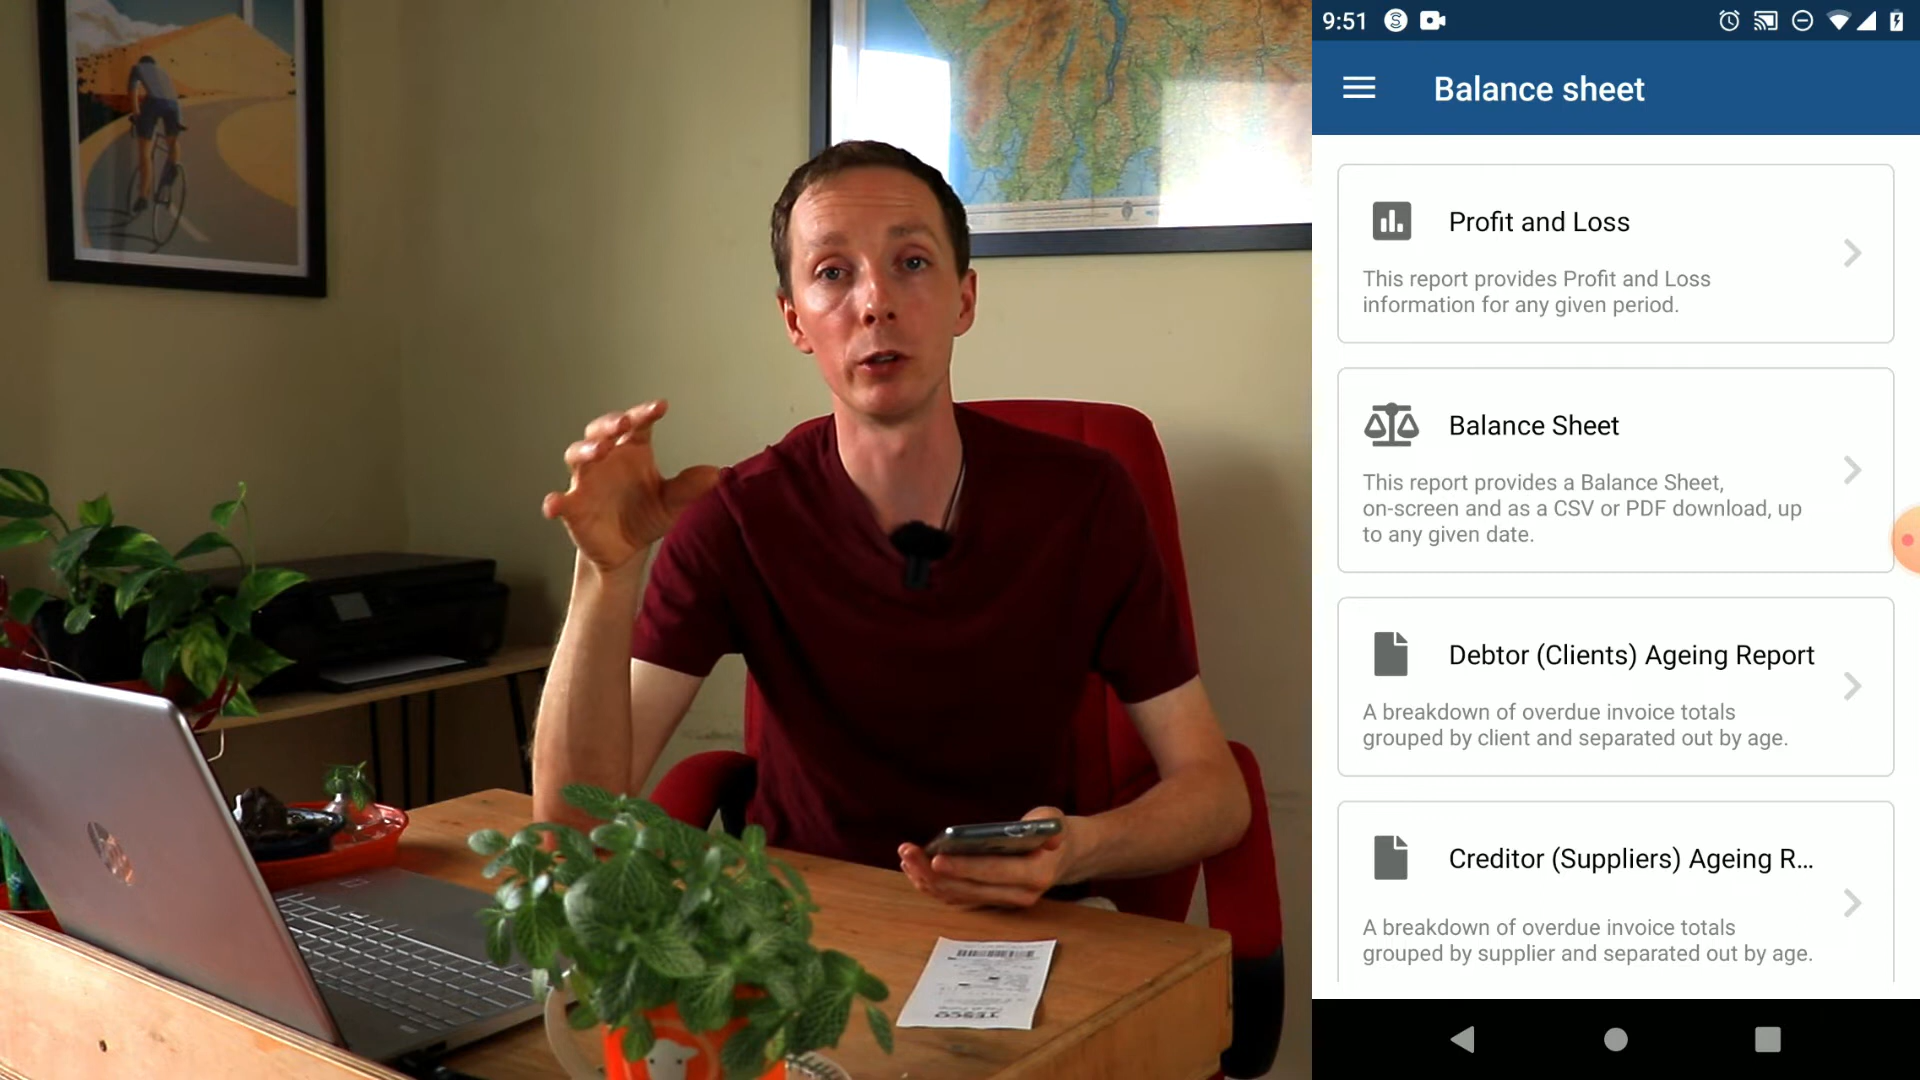 9:51
Balance sheet
Profit and Loss
This report provides Profit and Loss
information for any given period.
Balance Sheet
This report provides a Balance Sheet,
on-screen and as a CSV or PDF download, up
to any given date.
Debtor (Clients) Ageing Report
A breakdown of overdue invoice totals
grouped by client and separated out by age.
Creditor (Suppliers) Ageing R...
A breakdown of overdue invoice totals
grouped by supplier and separated out by age.
hp
TESCO